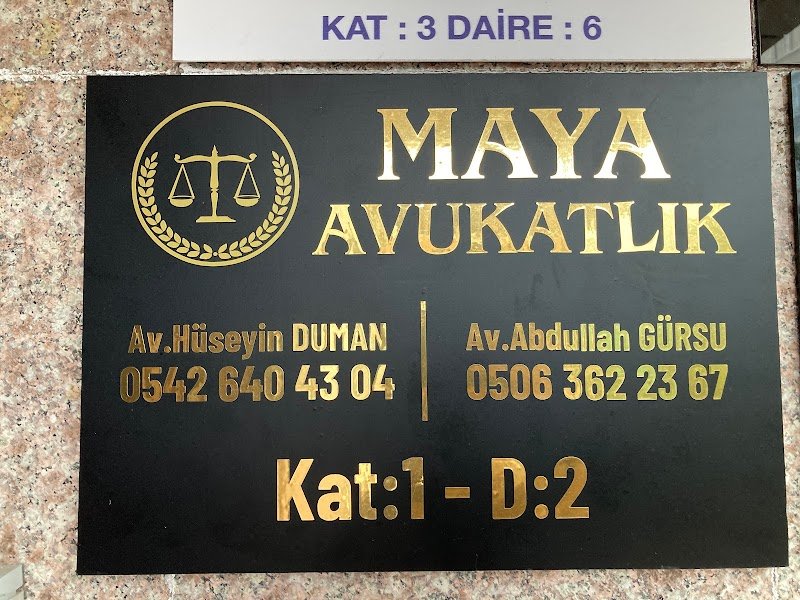 KAT : 3 DAİRE : 6
MAYA
AVUKATLIK
Av.Hüseyin DUMAN
0542 640 43 04
Av.Abdullah GÜRSU
0506 362 23 67
Kat:1 - D:2